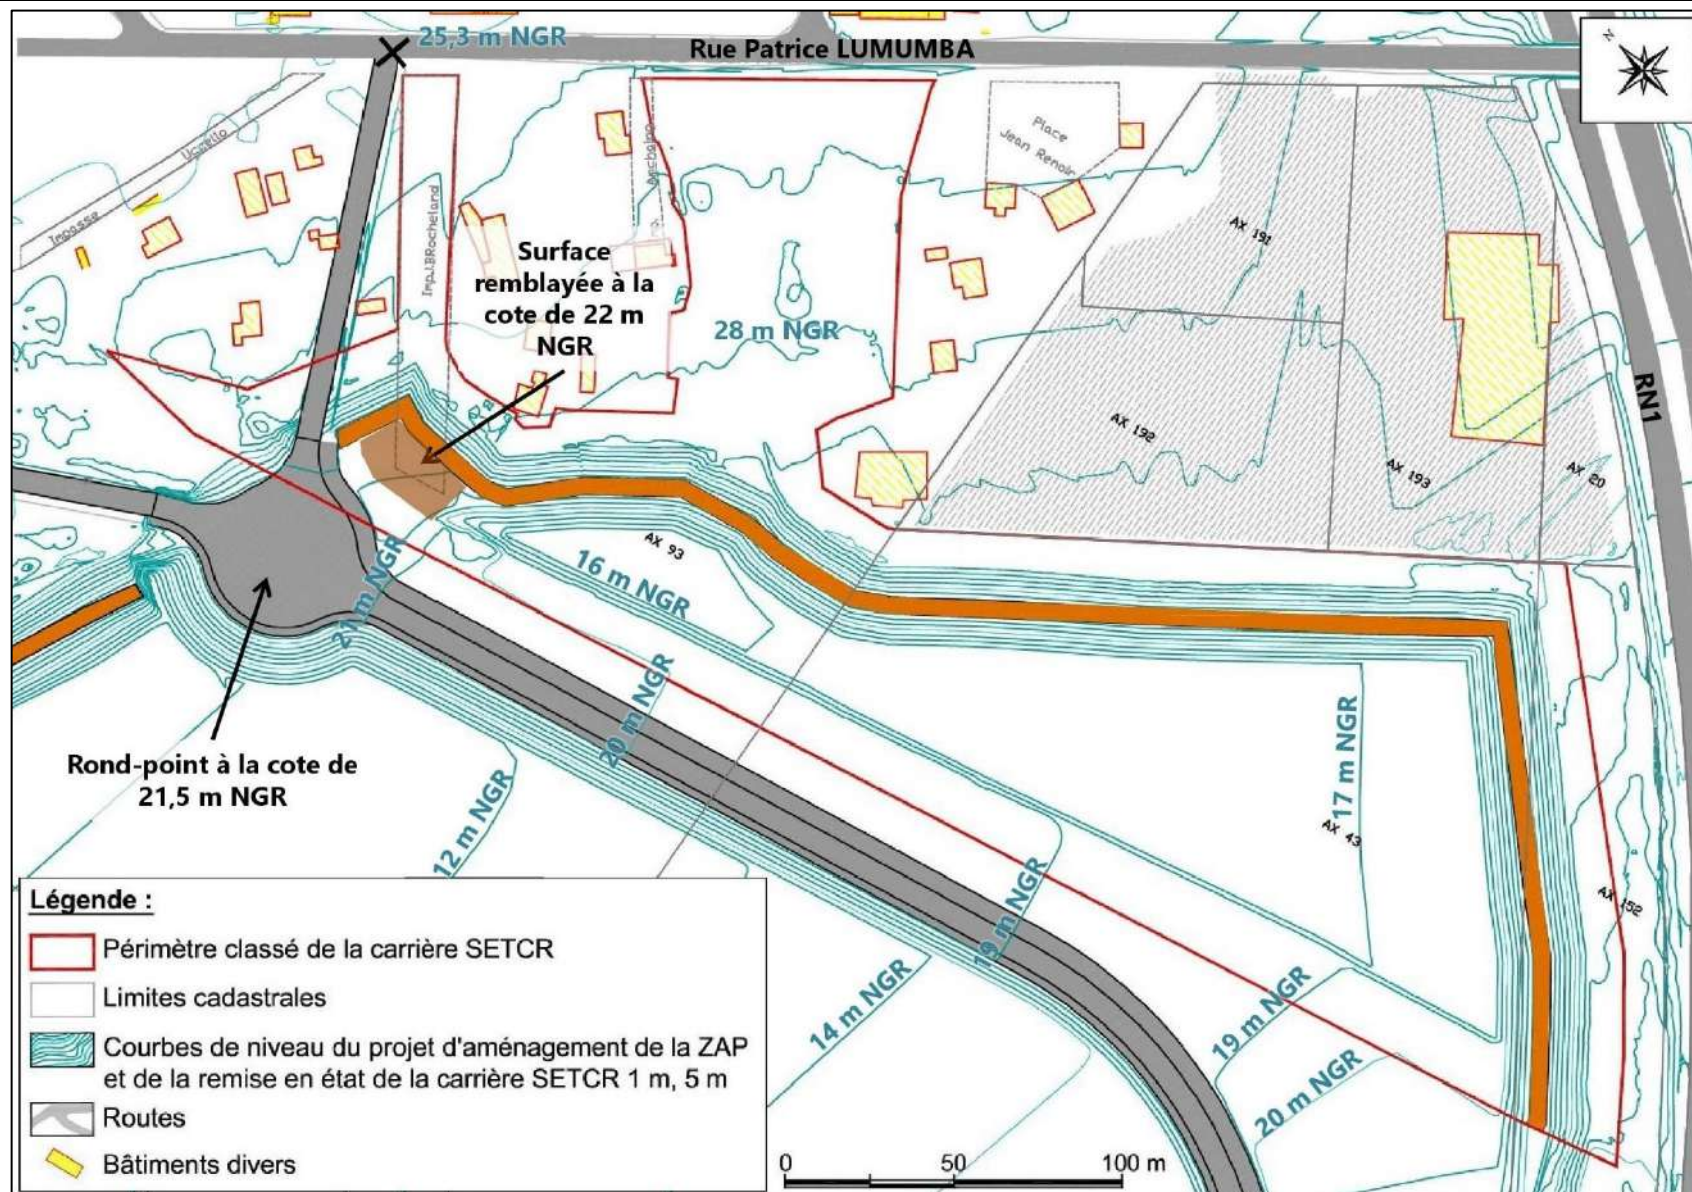 25,3 m NGR
Rue Patrice LUMUMBA
N
Impasse
Uccello
Imp.J.BRocheland
Place
Jean Renoir
AX 191
Surface
remblayée à la
cote de 22 m
NGR
28 m NGR
RN1
AX 192
AX 193
AX 20
AX 93
16 m NGR
21 m NGR
20 m NGR
17 m NGR
Rond-point à la cote de
21,5 m NGR
12 m NGR
AX 43
AX 152
19 m NGR
14 m NGR
19 m NGR
20 m NGR
Légende :
Périmètre classé de la carrière SETCR
Limites cadastrales
Courbes de niveau du projet d'aménagement de la ZAP
et de la remise en état de la carrière SETCR 1 m, 5 m
Routes
Bâtiments divers
0 50 100 m